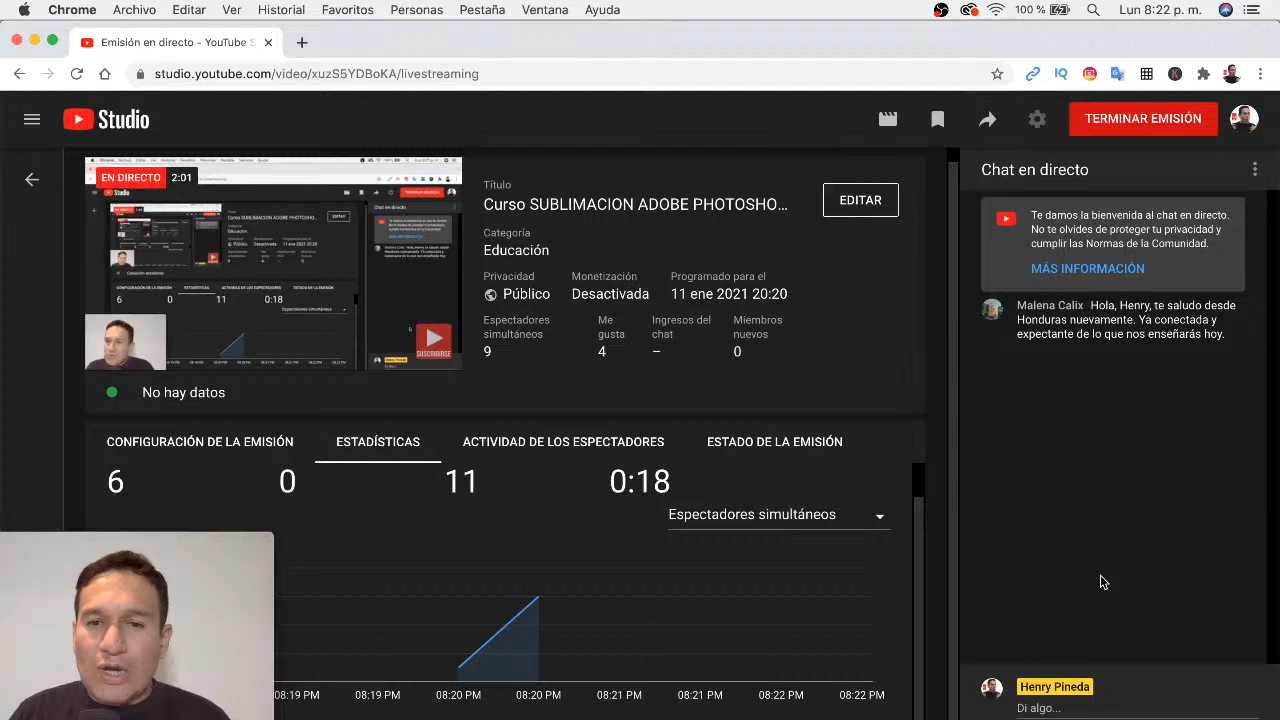 Chrome Archivo Editar Ver Historial Favoritos Personas Pestaña Ventana Ayuda 100 % Lun 8:22 p. m.
Emisión en directo - YouTube S
studio.youtube.com/video/xuzS5YDBoKA/livestreaming
Studio
TERMINAR EMISIÓN
EN DIRECTO 2:01
SUSCRIBIRSE
No hay datos
Título
Curso SUBLIMACION ADOBE PHOTOSHO...
EDITAR
Categoría
Educación
Privacidad Monetización Programado para el
Público Desactivada 11 ene 2021 20:20
Espectadores Me Ingresos del Miembros
simultáneos gusta chat nuevos
9 4 — 0
CONFIGURACIÓN DE LA EMISIÓN ESTADÍSTICAS ACTIVIDAD DE LOS ESPECTADORES ESTADO DE LA EMISIÓN
6 0 11 0:18
Espectadores simultáneos
08:19 PM 08:19 PM 08:20 PM 08:20 PM 08:21 PM 08:21 PM 08:22 PM 08:22 PM
Chat en directo
Te damos la bienvenida al chat en directo.
No te olvides de proteger tu privacidad y
cumplir las normas de la comunidad.
MÁS INFORMACIÓN
Malena Calix Hola, Henry, te saludo desde
Honduras nuevamente. Ya conectada y
expectante de lo que nos enseñarás hoy.
Henry Pineda
Di algo...